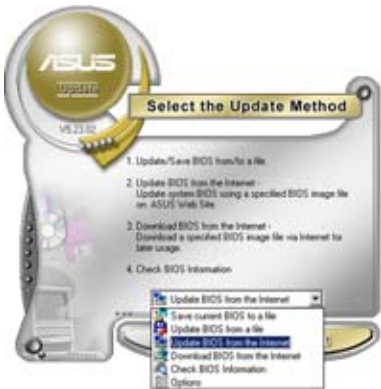 ASUS
Update
V5.23.02
Select the Update Method
1. Update/Save BIOS from/to a file
2. Update BIOS from the Internet -
Update system BIOS using a specified BIOS image file
on ASUS Web Site.
3. Download BIOS from the Internet -
Download a specified BIOS image file via Internet for
later usage.
4. Check BIOS Information
Update BIOS from the Internet
Save current BIOS to a file
Update BIOS from a file
Update BIOS from the Internet
Download BIOS from the Internet
Check BIOS Information
Options